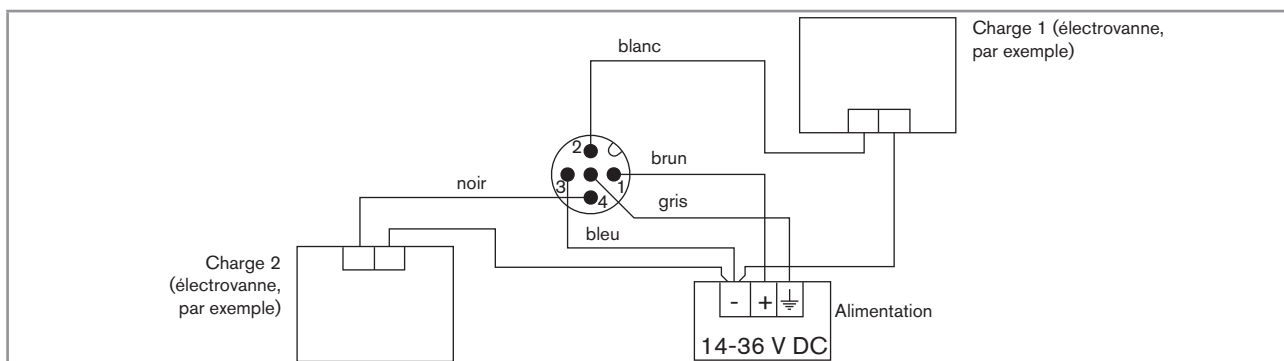 Charge 1 (électrovanne,
par exemple)
blanc
2
brun
3
1
noir
4
gris
bleu
Charge 2
(électrovanne,
par exemple)
- +
Alimentation
14-36 V DC